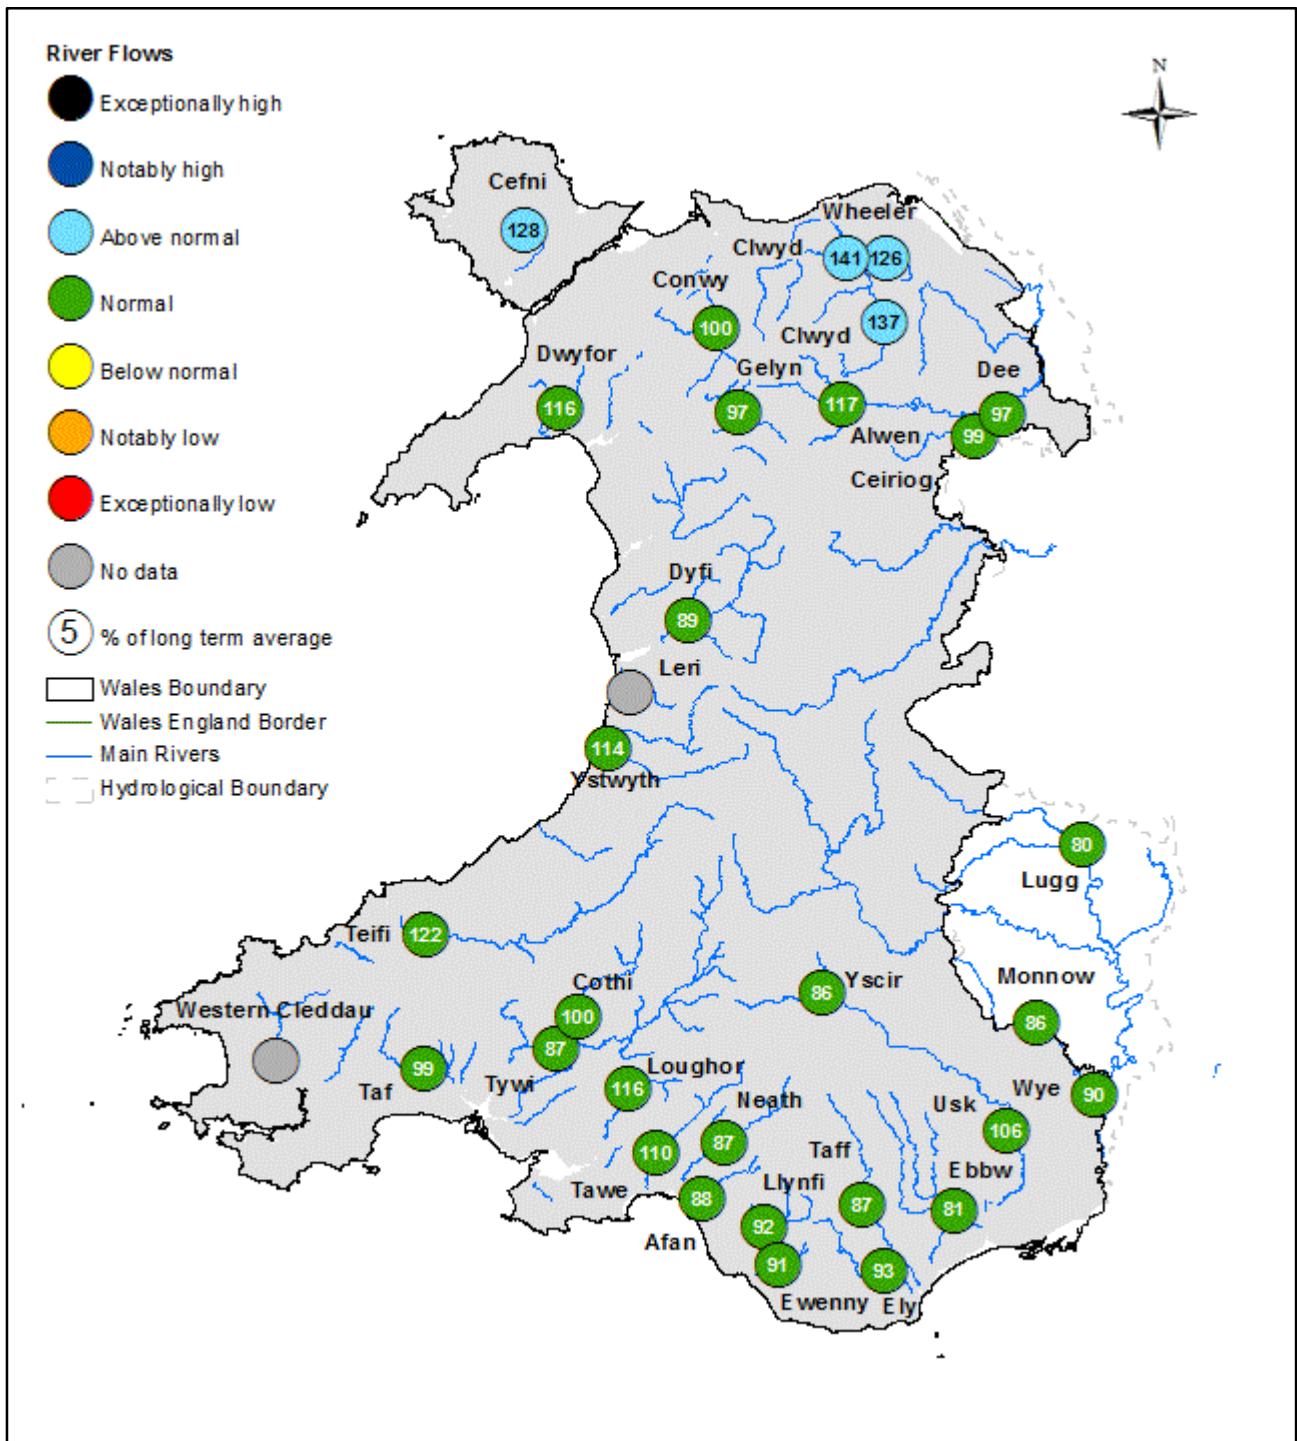 River Flows
Exceptionally high
Notably high
Above normal
Normal
Below normal
Notably low
Exceptionally low
No data
5 % of long term average
Wales Boundary
Wales England Border
Main Rivers
Hydrological Boundary
N
Cefni
128
Wheeler
Clwyd
141
126
Conwy
100
Clwyd
137
Dwyfor
116
Gelyn
97
117
Alwen
Dee
97
99
Ceiriog
Dyfi
89
Leri
114
Ystwyth
80
Lugg
Teifi
122
Cothi
100
Yscir
86
Monnow
86
Western Cleddau
99
Taf
87
Tywi
Loughor
116
Neath
87
Wye
90
Usk
106
110
Tawe
Taff
87
Ebbw
81
Llynfi
92
88
Afan
91
Ewenny
93
Ely